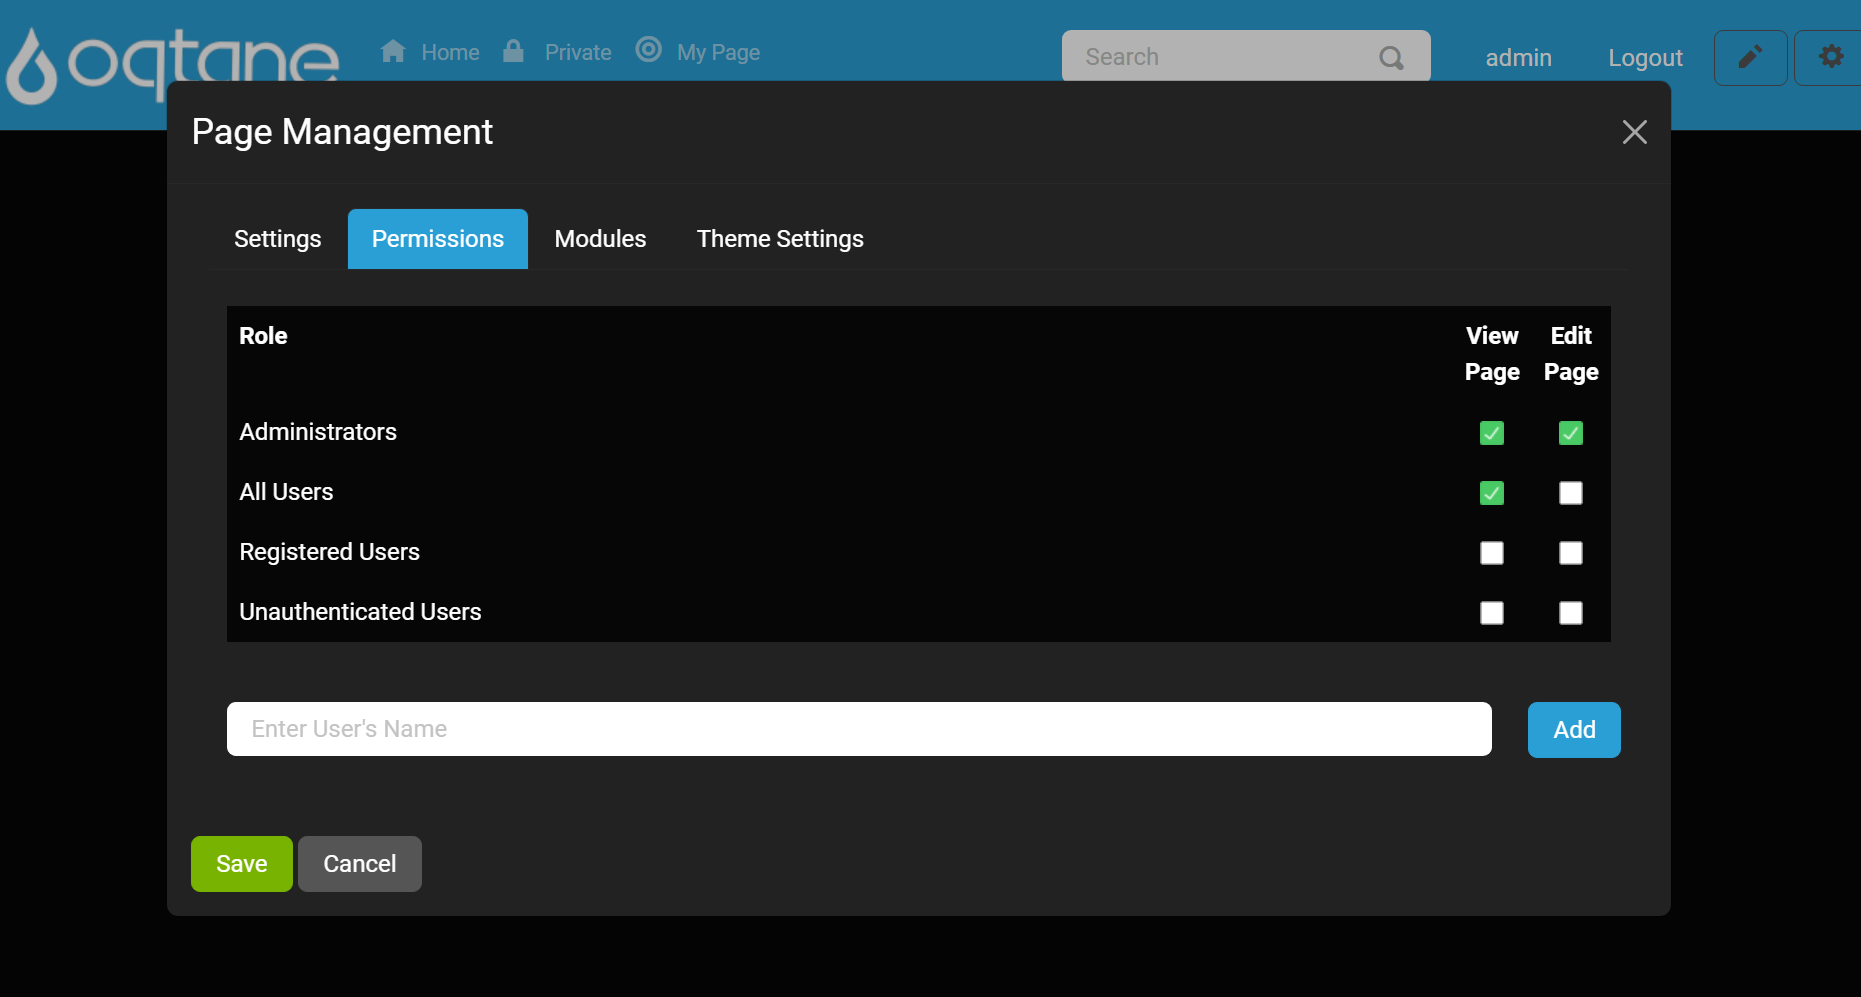 oqtane
Home Private My Page
Search
admin Logout
Page Management
Settings Permissions Modules Theme Settings
Role View Page Edit Page
Administrators
All Users
Registered Users
Unauthenticated Users
Enter User's Name
Add
Save Cancel